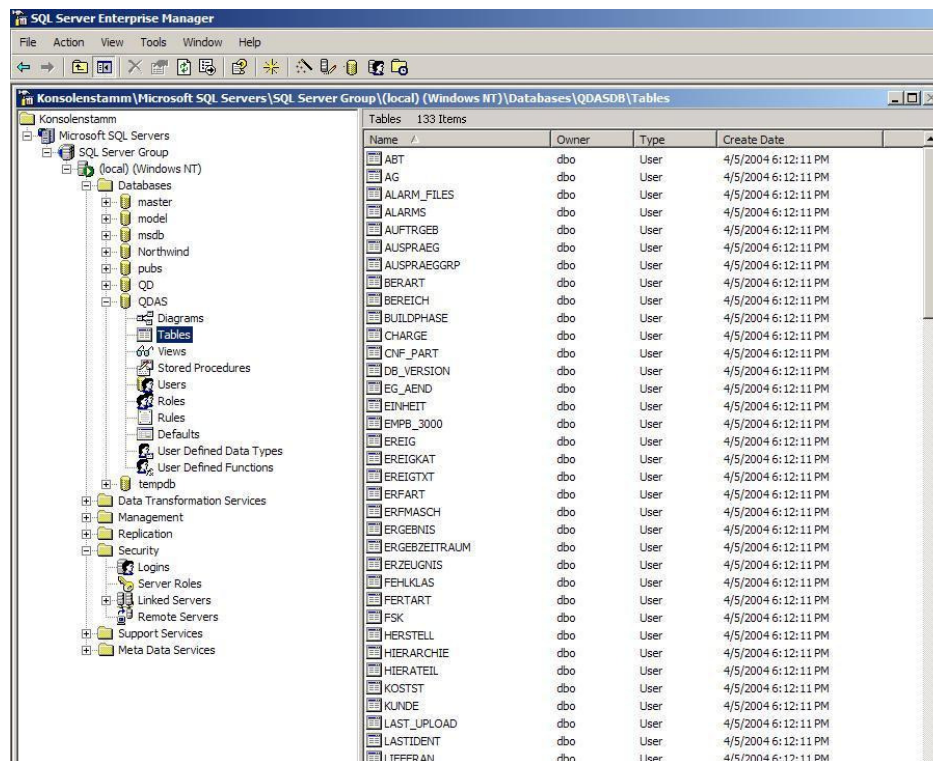 SQL Server Enterprise Manager
File Action View Tools Window Help
Konsolenstamm\Microsoft SQL Servers\SQL Server Group\(local) (Windows NT)\Databases\QDASDB\Tables
Konsolenstamm
Microsoft SQL Servers
SQL Server Group
(local) (Windows NT)
Databases
master
model
msdb
Northwind
pubs
QD
QDAS
Diagrams
Tables
Views
Stored Procedures
Users
Roles
Rules
Defaults
User Defined Data Types
User Defined Functions
tempdb
Data Transformation Services
Management
Replication
Security
Logins
Server Roles
Linked Servers
Remote Servers
Support Services
Meta Data Services
Tables 133 Items
Name Owner Type Create Date
ABT dbo User 4/5/2004 6:12:11 PM
AG dbo User 4/5/2004 6:12:11 PM
ALARM_FILES dbo User 4/5/2004 6:12:11 PM
ALARMS dbo User 4/5/2004 6:12:11 PM
AUFTRGEB dbo User 4/5/2004 6:12:11 PM
AUSPRAEG dbo User 4/5/2004 6:12:11 PM
AUSPRAEGGRP dbo User 4/5/2004 6:12:11 PM
BERART dbo User 4/5/2004 6:12:11 PM
BEREICH dbo User 4/5/2004 6:12:11 PM
BUILDPHASE dbo User 4/5/2004 6:12:11 PM
CHARGE dbo User 4/5/2004 6:12:11 PM
CNF_PART dbo User 4/5/2004 6:12:11 PM
DB_VERSION dbo User 4/5/2004 6:12:11 PM
EG_AEND dbo User 4/5/2004 6:12:11 PM
EINHEIT dbo User 4/5/2004 6:12:11 PM
EMPB_3000 dbo User 4/5/2004 6:12:11 PM
EREIG dbo User 4/5/2004 6:12:11 PM
EREIGKAT dbo User 4/5/2004 6:12:11 PM
EREIGTXT dbo User 4/5/2004 6:12:11 PM
ERFART dbo User 4/5/2004 6:12:11 PM
ERFMASCH dbo User 4/5/2004 6:12:11 PM
ERGEBNIS dbo User 4/5/2004 6:12:11 PM
ERGEBZEITRAUM dbo User 4/5/2004 6:12:11 PM
ERZEUGNIS dbo User 4/5/2004 6:12:11 PM
FEHLKLAS dbo User 4/5/2004 6:12:11 PM
FERTART dbo User 4/5/2004 6:12:11 PM
FSK dbo User 4/5/2004 6:12:11 PM
HERSTELL dbo User 4/5/2004 6:12:11 PM
HIERARCHIE dbo User 4/5/2004 6:12:11 PM
HIERATEIL dbo User 4/5/2004 6:12:11 PM
KOSTST dbo User 4/5/2004 6:12:11 PM
KUNDE dbo User 4/5/2004 6:12:11 PM
LAST_UPLOAD dbo User 4/5/2004 6:12:11 PM
LASTIDENT dbo User 4/5/2004 6:12:11 PM
LIEFERAN dbo User 4/5/2004 6:12:11 PM